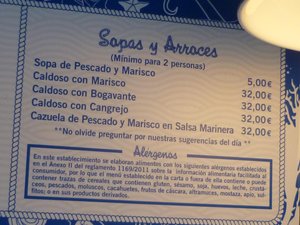 Sopas y Arroces
(Mínimo para 2 personas)
Sopa de Pescado y Marisco 5,00€
Caldoso con Marisco 32,00€
Caldoso con Bogavante 32,00€
Caldoso con Cangrejo 32,00€
Cazuela de Pescado y Marisco en Salsa Marinera 32,00€
**No olvide preguntar por nuestras sugerencias del día **
Alergenos
En este establecimiento se elaboran alimentos con los siguientes alérgenos establecidos
en el Anexo II del reglamento 1169/2011 sobre la información alimentaria facilitada al
consumidor, por lo que el menú establecido en la carta o fuera de ella contiene o puede
contener trazas de cereales que contienen gluten, sésamo, soja, huevos, leche, crustá-
ceos, pescados, moluscos, cacahuetes, frutos de cáscara, altramuces, mostaza, apio, sul-
fitos; o en sus productos derivados.